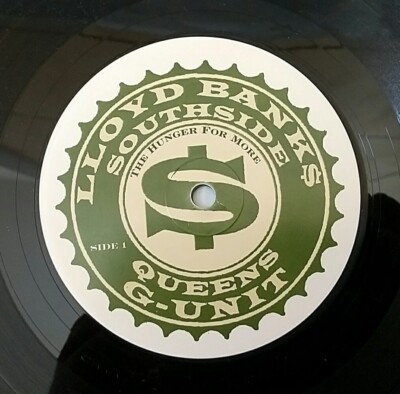 LLOYD BANK$
SOUTHSIDE
THE HUNGER FOR MORE
$
SIDE 1
QUEENS
G-UNIT